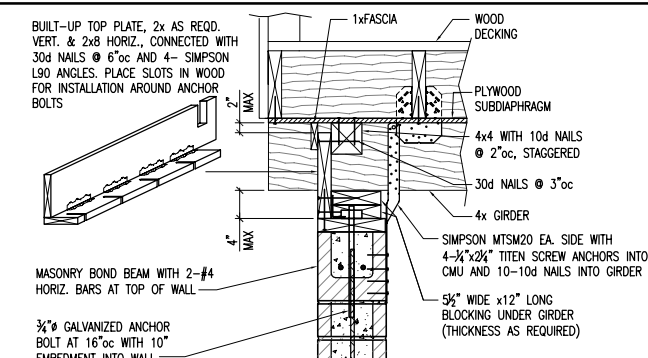 BUILT-UP TOP PLATE, 2x AS REQD.
VERT. & 2x8 HORIZ., CONNECTED WITH
30d NAILS @ 6"oc AND 4- SIMPSON
L90 ANGLES. PLACE SLOTS IN WOOD
FOR INSTALLATION AROUND ANCHOR
BOLTS
2"
MAX
1xFASCIA
WOOD
DECKING
PLYWOOD
SUBDIAPHRAGM
4x4 WITH 10d NAILS
@ 2"oc, STAGGERED
30d NAILS @ 3"oc
4x GIRDER
4"
MAX
SIMPSON MTSM20 EA. SIDE WITH
4-¼"x2¼" TITEN SCREW ANCHORS INTO
CMU AND 10-10d NAILS INTO GIRDER
5½" WIDE x12" LONG
BLOCKING UNDER GIRDER
(THICKNESS AS REQUIRED)
MASONRY BOND BEAM WITH 2-#4
HORIZ. BARS AT TOP OF WALL
¾"ø GALVANIZED ANCHOR
BOLT AT 16"oc WITH 10"
EMBEDMENT INTO WALL